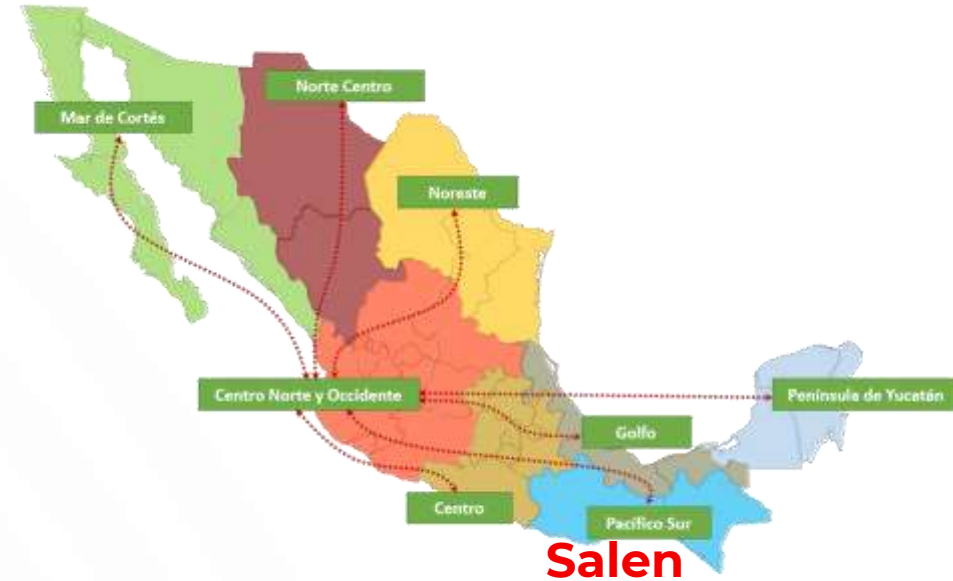 Norte Centro
Mar de Cortés
Noreste
Centro Norte y Occidente
Península de Yucatán
Golfo
Centro
Pacífico Sur
Salen